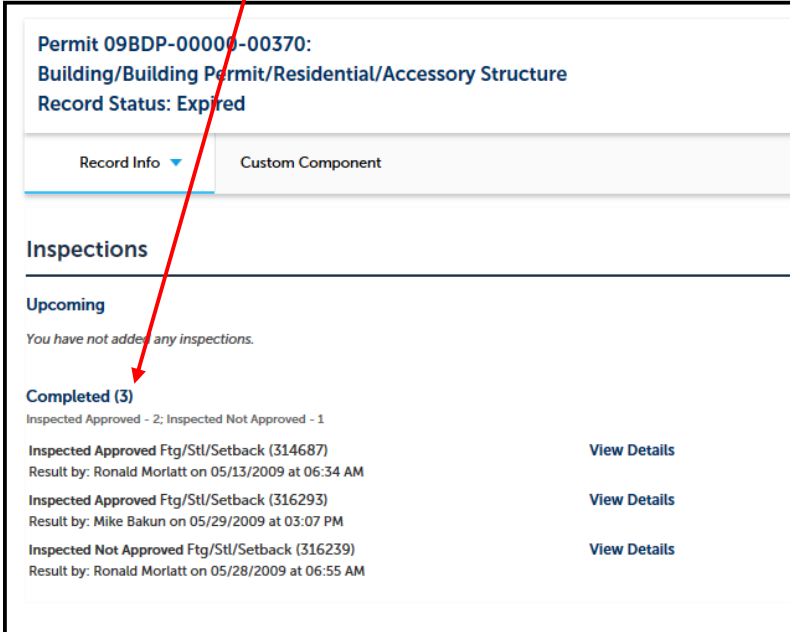 Permit 09BDP-00000-00370:
Building/Building Permit/Residential/Accessory Structure
Record Status: Expired
Record Info
Custom Component
Inspections
Upcoming
You have not added any inspections.
Completed (3)
Inspected Approved - 2; Inspected Not Approved - 1
Inspected Approved Ftg/Stl/Setback (314687)
View Details
Result by: Ronald Morlatt on 05/13/2009 at 06:34 AM
Inspected Approved Ftg/Stl/Setback (316293)
View Details
Result by: Mike Bakun on 05/29/2009 at 03:07 PM
Inspected Not Approved Ftg/Stl/Setback (316239)
View Details
Result by: Ronald Morlatt on 05/28/2009 at 06:55 AM